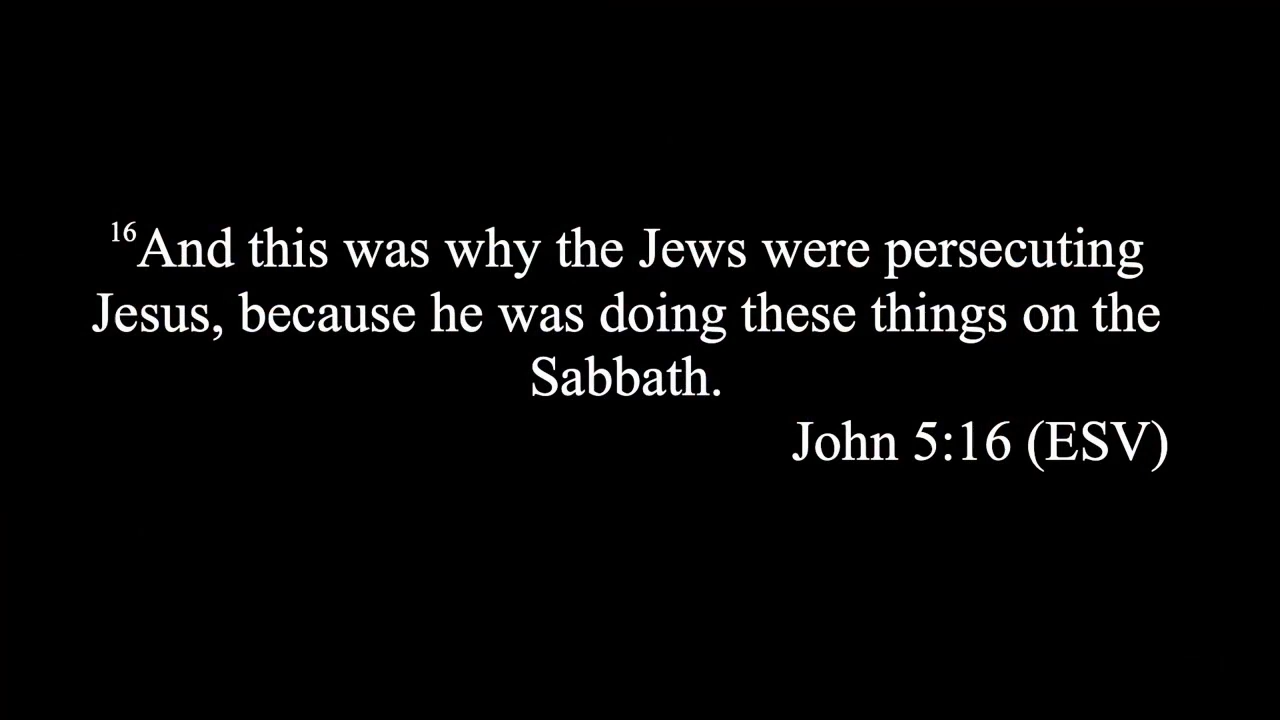 16And this was why the Jews were persecuting
Jesus, because he was doing these things on the
Sabbath.
John 5:16 (ESV)